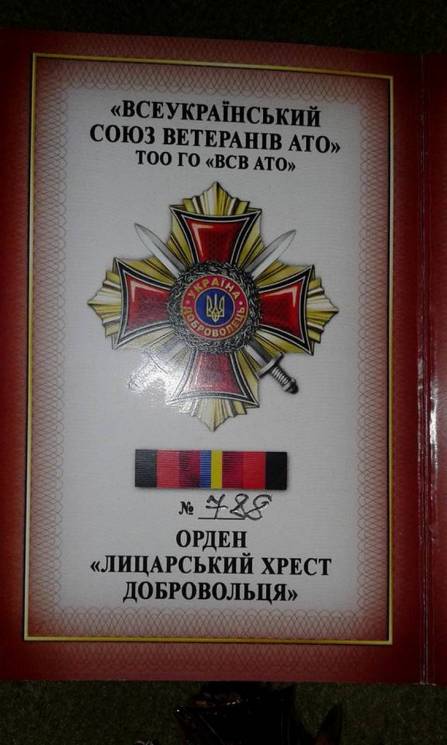 «ВСЕУКРАЇНСЬКИЙ
СОЮЗ ВЕТЕРАНІВ АТО»
ТОО ГО «ВСВ АТО»
УКРАЇНА
ДОБРОВОЛЕЦЬ
№ 788
ОРДЕН
«ЛИЦАРСЬКИЙ ХРЕСТ
ДОБРОВОЛЬЦЯ»